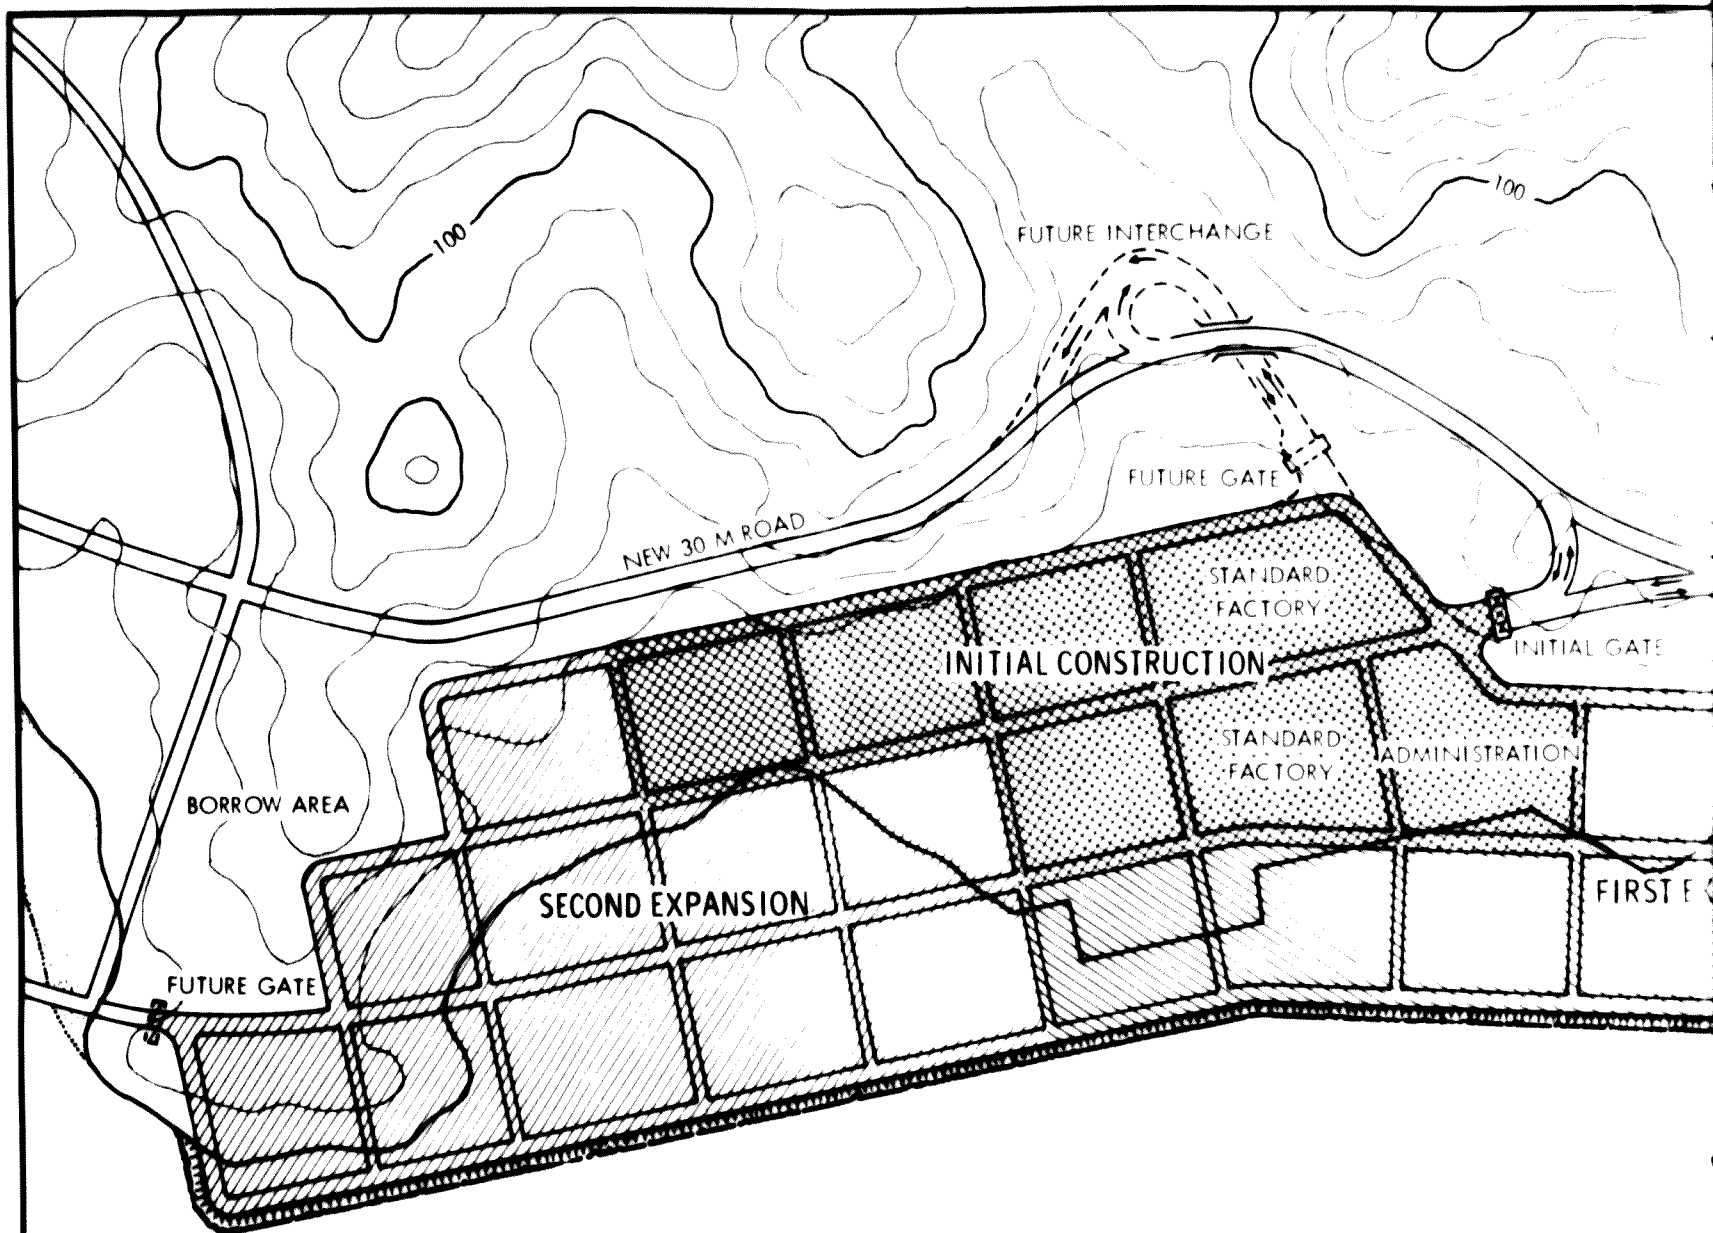 100
100
FUTURE INTERCHANGE
FUTURE GATE
NEW 30 M ROAD
STANDARD
FACTORY
INITIAL CONSTRUCTION
INITIAL GATE
STANDARD
FACTORY
ADMINISTRATION
BORROW AREA
SECOND EXPANSION
FIRST E
FUTURE GATE